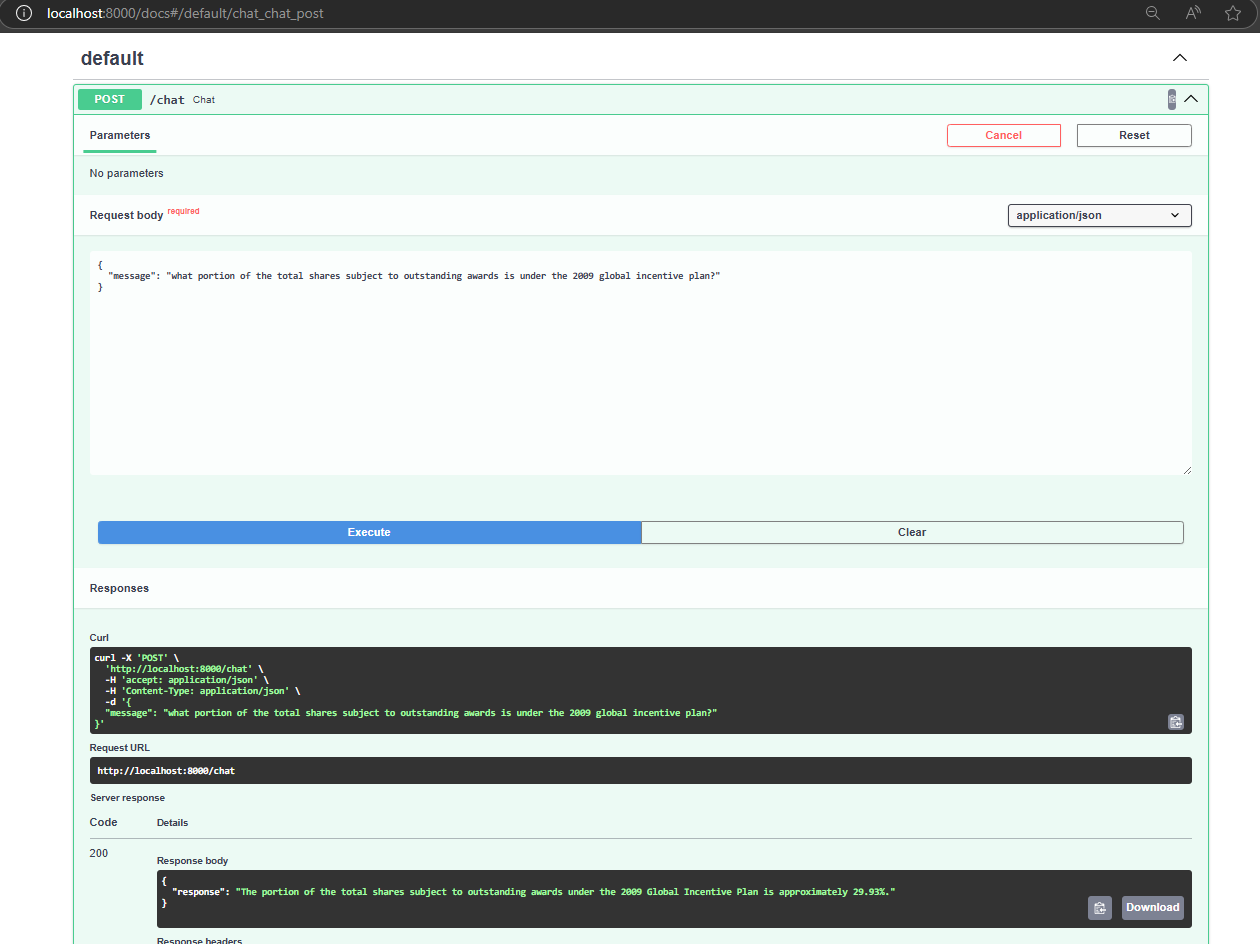 localhost:8000/docs#/default/chat_chat_post
default
POST /chat Chat
Parameters
Cancel
Reset
No parameters
Request body required
application/json
{
"message": "what portion of the total shares subject to outstanding awards is under the 2009 global incentive plan?"
}
Execute
Clear
Responses
Curl
curl -X 'POST' \
'http://localhost:8000/chat' \
-H 'accept: application/json' \
-H 'Content-Type: application/json' \
-d '{
"message": "what portion of the total shares subject to outstanding awards is under the 2009 global incentive plan?"
}'
Request URL
http://localhost:8000/chat
Server response
Code Details
200
Response body
{
"response": "The portion of the total shares subject to outstanding awards under the 2009 Global Incentive Plan is approximately 29.93%."
}
Download
Response headers